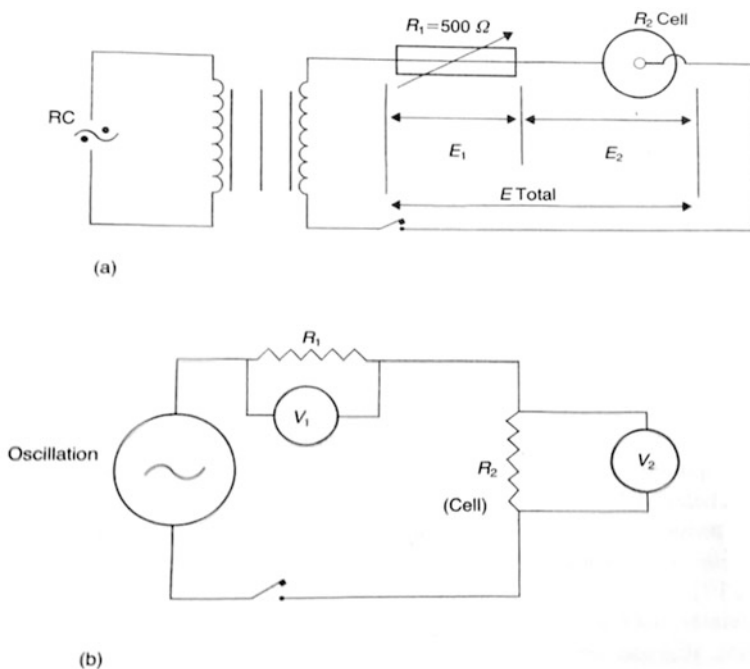 R₁=500 Ω
R₂ Cell
RC
E₁
E₂
E Total
(a)
R₁
V₁
Oscillation
R₂
V₂
(Cell)
(b)